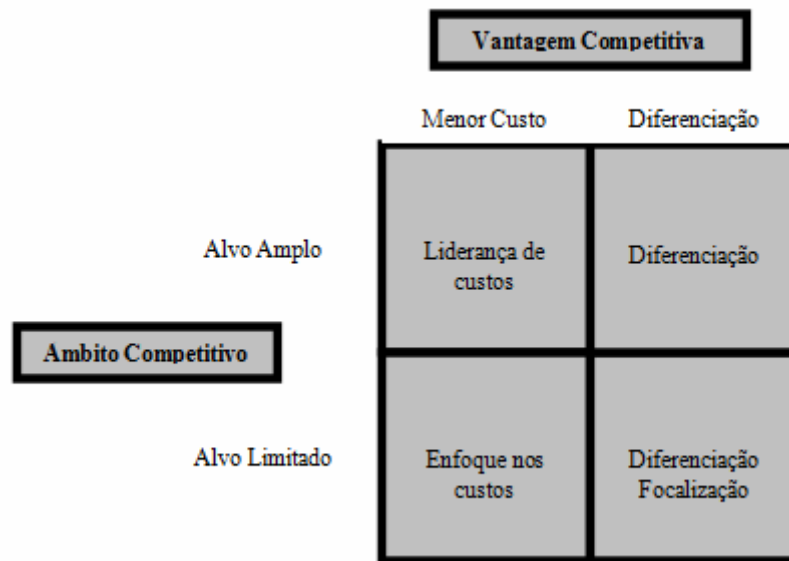 Vantagem Competitiva
Menor Custo
Diferenciação
Alvo Amplo
Liderança de
custos
Diferenciação
Ambito Competitivo
Alvo Limitado
Enfoque nos
custos
Diferenciação
Focalização